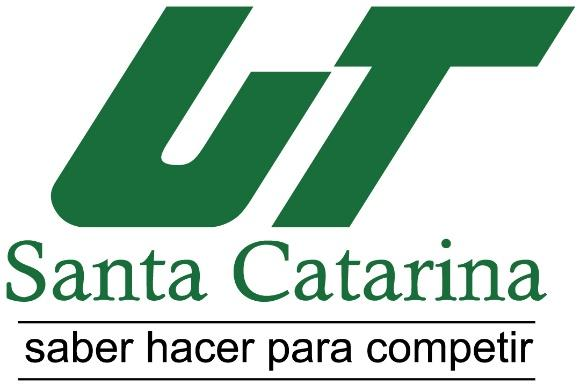 UT
Santa Catarina
saber hacer para competir